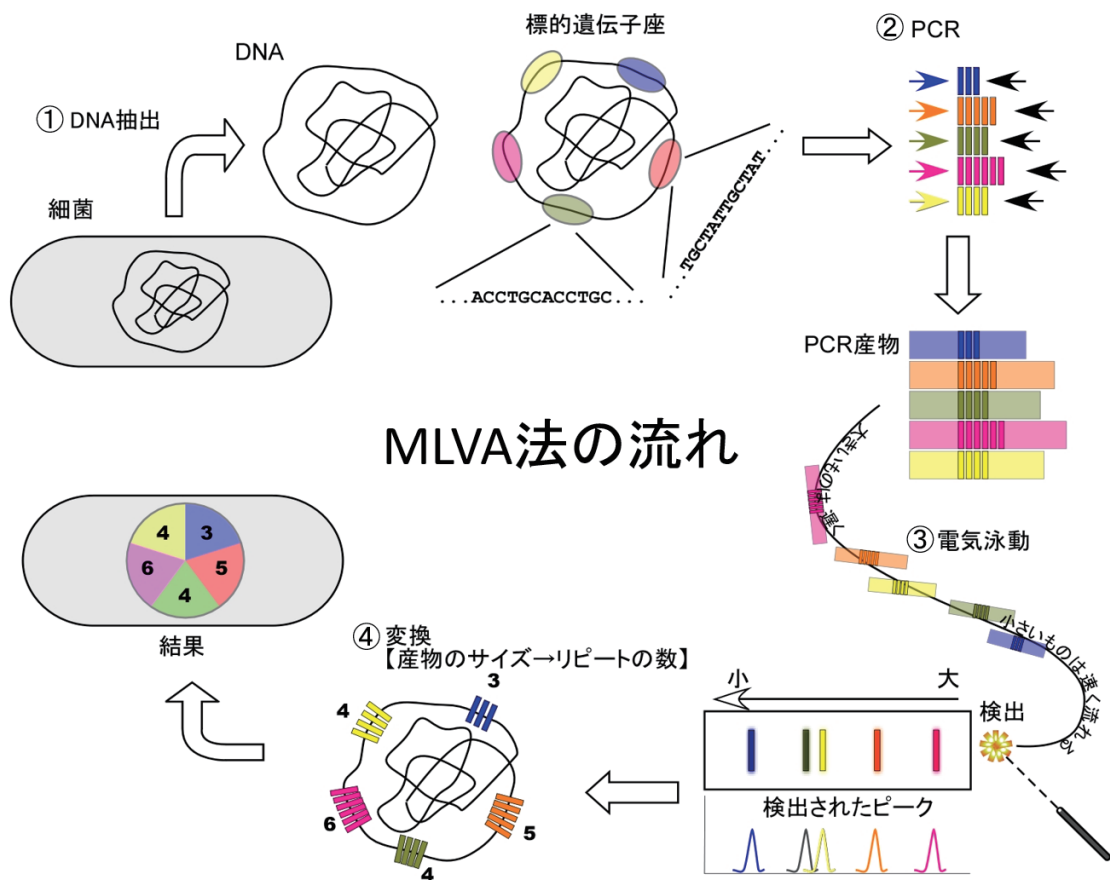 標的遺伝子座
② PCR
DNA
① DNA抽出
細菌
...TGCTATTGCTAT...
...ACCTGCACCTGC...
PCR産物
MLVA法の流れ
大きいものは遅く
③ 電気泳動
小さいものは速く流れる
4
3
6
5
4
結果
④ 変換
【産物のサイズ→リピートの数】
3
4
6
5
4
小
大
検出
検出されたピーク